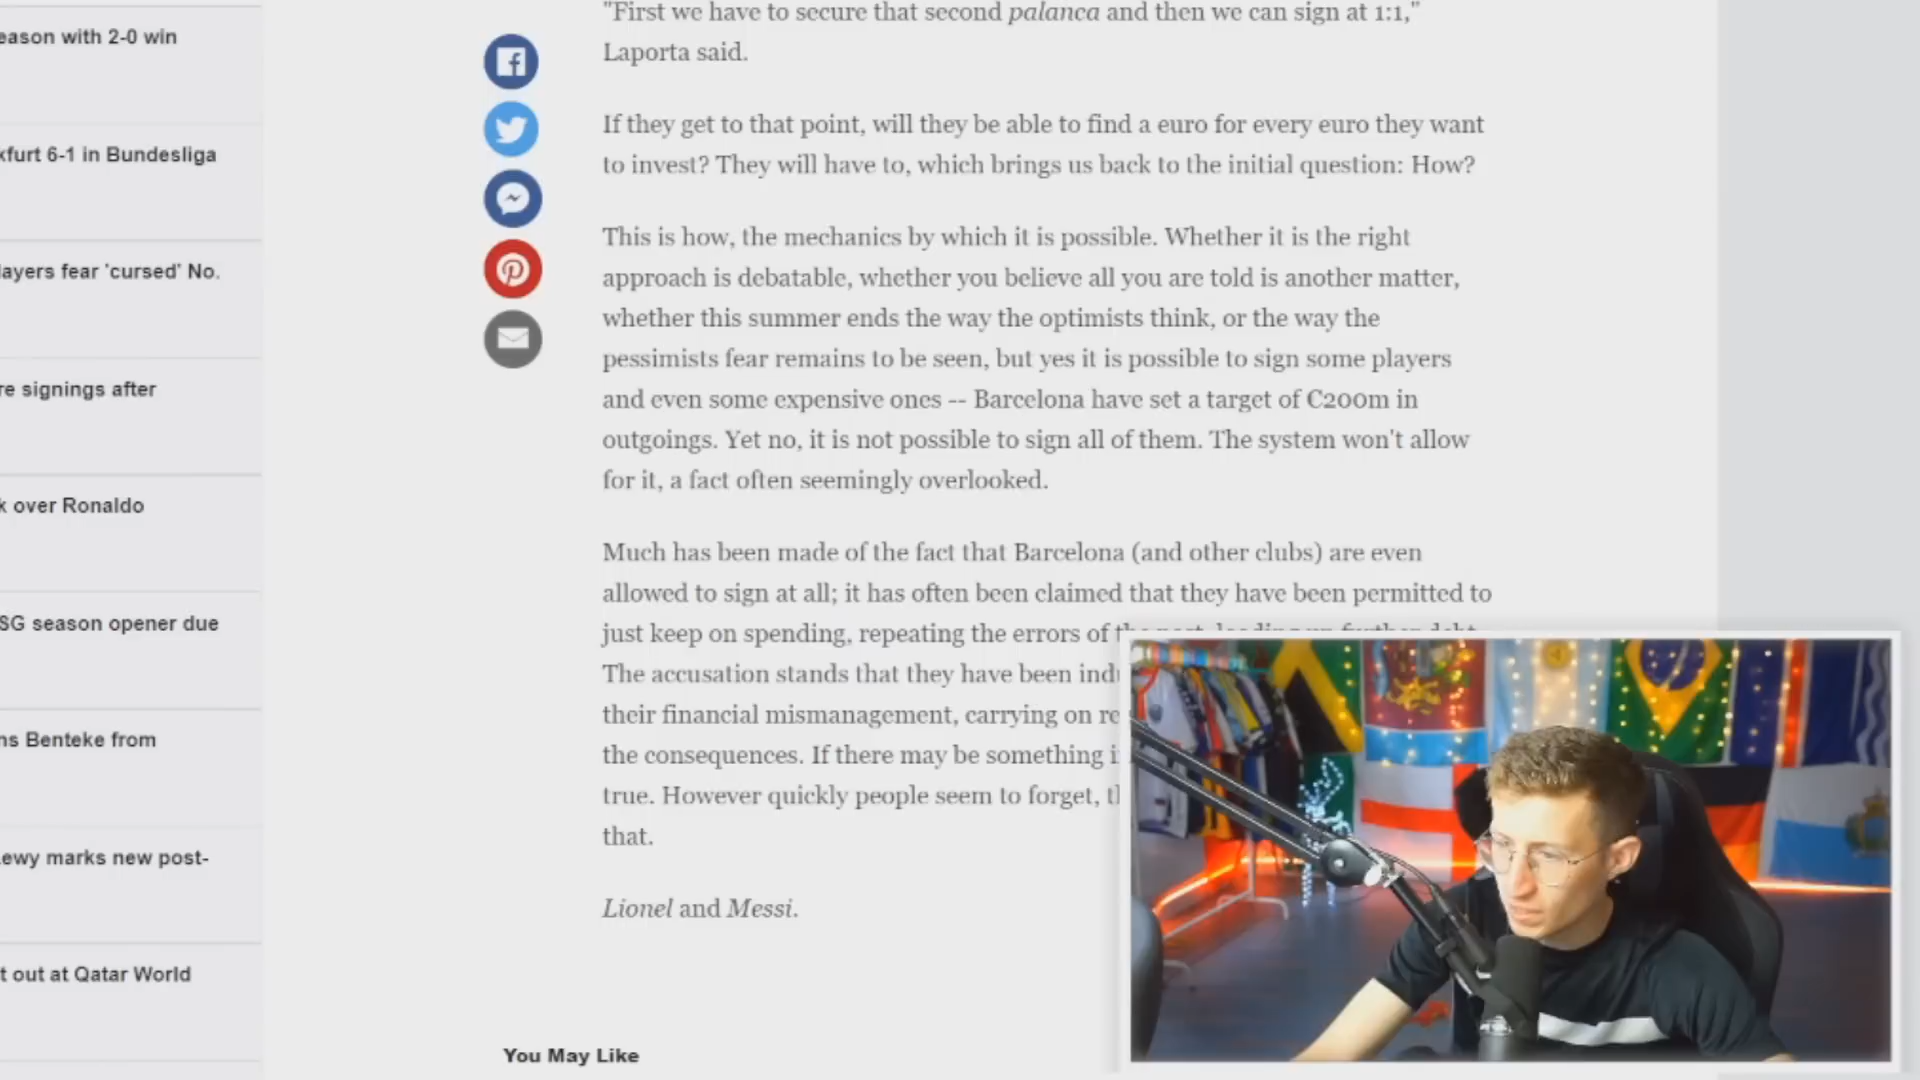 eason with 2-0 win
kfurt 6-1 in Bundesliga
layers fear 'cursed' No.
re signings after
k over Ronaldo
SG season opener due
ns Benteke from
Lewy marks new post-
t out at Qatar World
"First we have to secure that second palanca and then we can sign at 1:1,"
Laporta said.
If they get to that point, will they be able to find a euro for every euro they want
to invest? They will have to, which brings us back to the initial question: How?
This is how, the mechanics by which it is possible. Whether it is the right
approach is debatable, whether you believe all you are told is another matter,
whether this summer ends the way the optimists think, or the way the
pessimists fear remains to be seen, but yes it is possible to sign some players
and even some expensive ones -- Barcelona have set a target of €200m in
outgoings. Yet no, it is not possible to sign all of them. The system won't allow
for it, a fact often seemingly overlooked.
Much has been made of the fact that Barcelona (and other clubs) are even
allowed to sign at all; it has often been claimed that they have been permitted to
just keep on spending, repeating the errors of
The accusation stands that they have been
their financial mismanagement, carrying on
the consequences. If there may be something
true. However quickly people seem to forget,
that.
Lionel and Messi.
You May Like